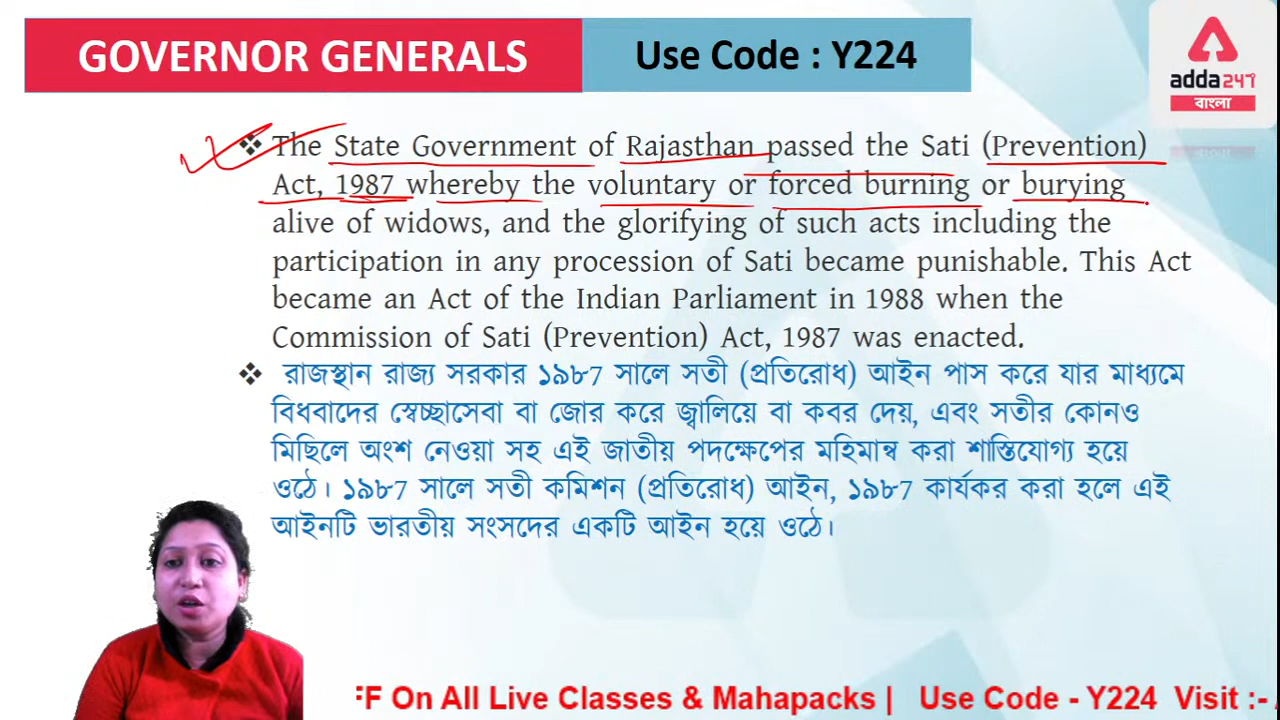 GOVERNOR GENERALS
Use Code : Y224
adda247
বাংলা
❖ The State Government of Rajasthan passed the Sati (Prevention)
Act, 1987 whereby the voluntary or forced burning or burying
alive of widows, and the glorifying of such acts including the
participation in any procession of Sati became punishable. This Act
became an Act of the Indian Parliament in 1988 when the
Commission of Sati (Prevention) Act, 1987 was enacted.
❖ রাজস্থান রাজ্য সরকার ১৯৮7 সালে সতী (প্রতিরোধ) আইন পাস করে যার মাধ্যমে
বিধবাদের স্বেচ্ছাসেবা বা জোর করে জ্বালিয়ে বা কবর দেয়, এবং সতীর কোনও
মিছিলে অংশ নেওয়া সহ এই জাতীয় পদক্ষেপের মহিমান্ব করা শাস্তিযোগ্য হয়ে
ওঠে। ১৯৮7 সালে সতী কমিশন (প্রতিরোধ) আইন, ১৯৮7 কার্যকর করা হলে এই
আইনটি ভারতীয় সংসদের একটি আইন হয়ে ওঠে।
FF On All Live Classes & Mahapacks | Use Code - Y224 Visit :-